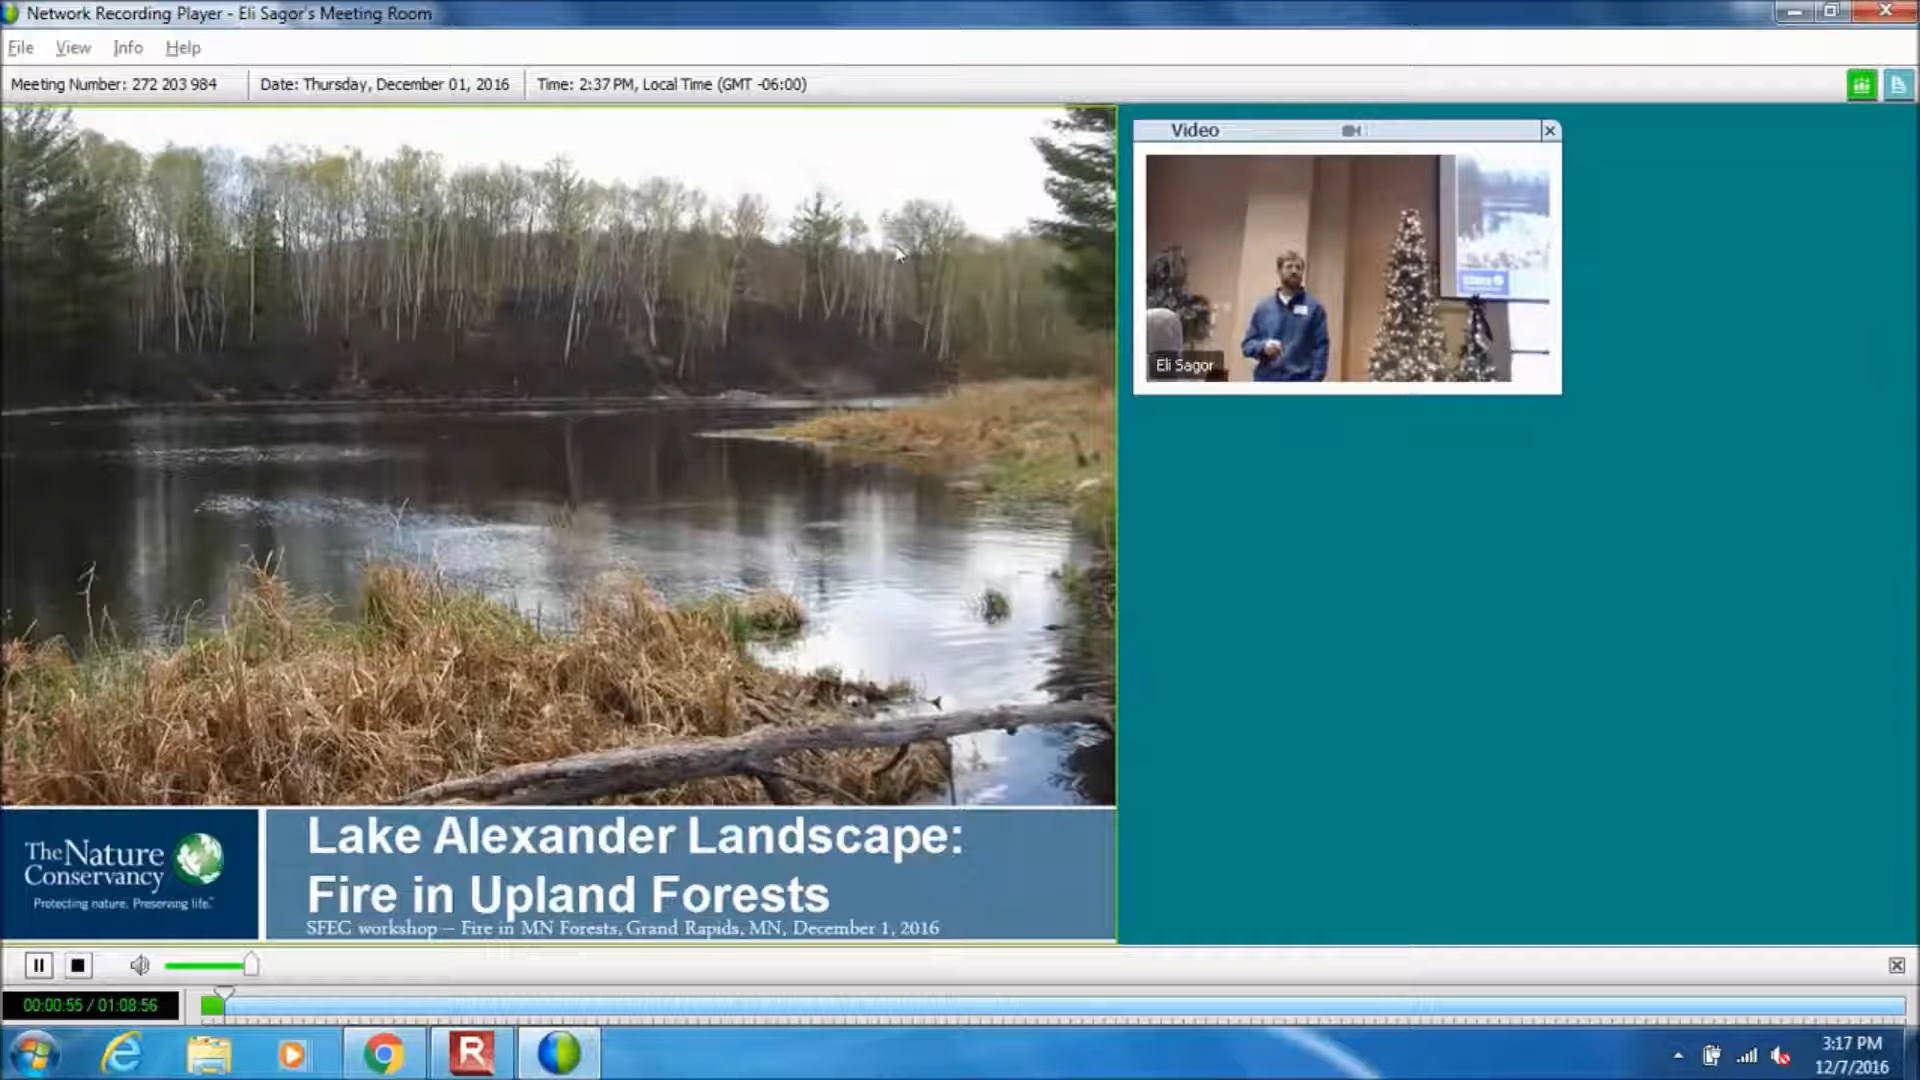 Network Recording Player - Eli Sagor's Meeting Room
File View Info Help
Meeting Number: 272 203 984
Date: Thursday, December 01, 2016
Time: 2:37 PM, Local Time (GMT -06:00)
Video
Eli Sagor
The Nature
Conservancy
Protecting nature. Preserving life.™
Lake Alexander Landscape:
Fire in Upland Forests
SFEC workshop – Fire in MN Forests, Grand Rapids, MN, December 1, 2016
00:00:55 / 01:08:56
R
3:17 PM
12/7/2016